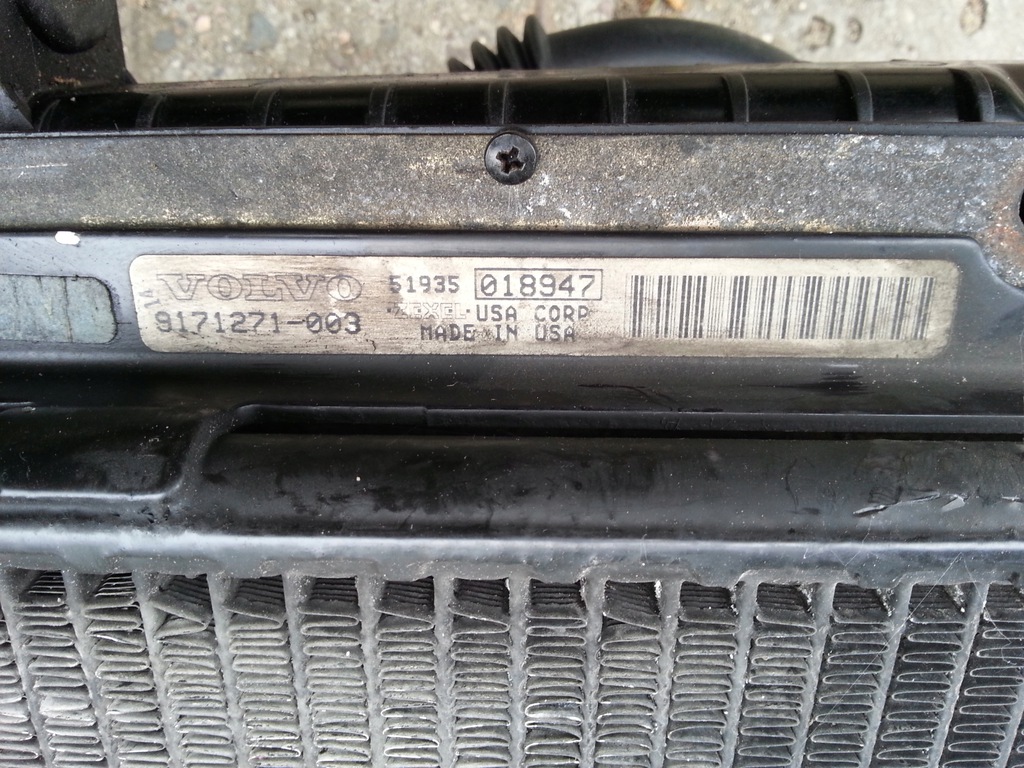 VOLVO 51935 018947
9171271-003 ZEXEL USA CORP
MADE IN USA